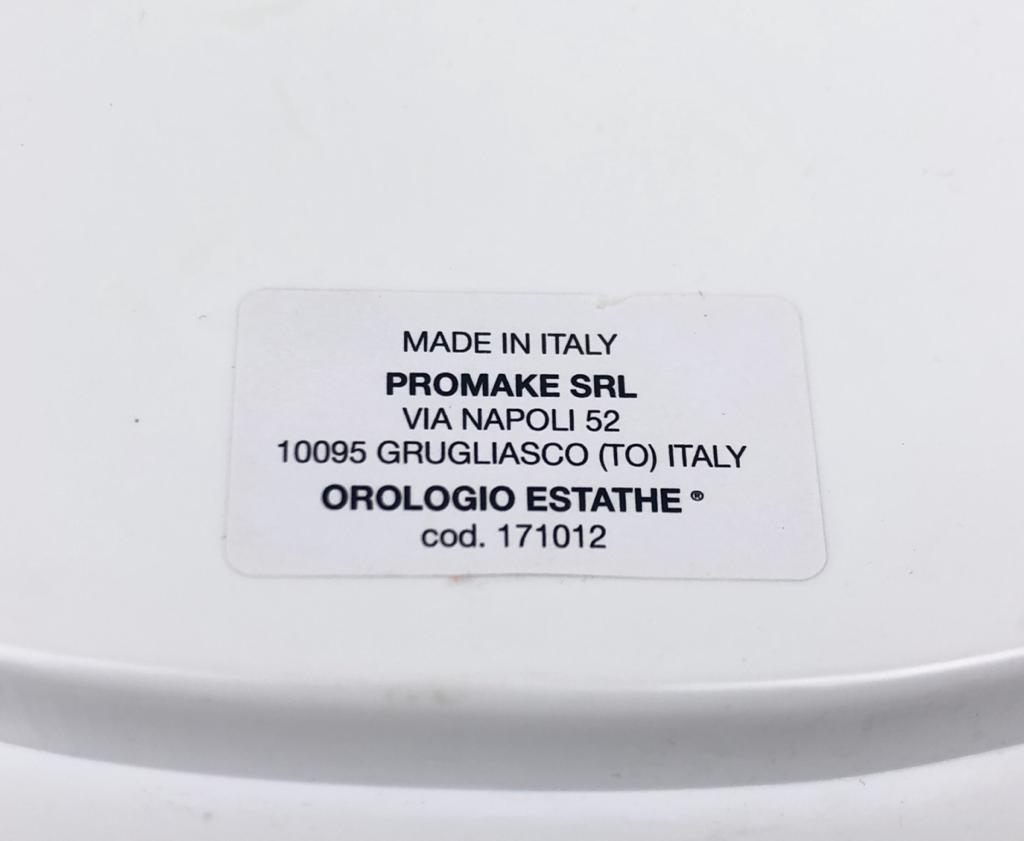 MADE IN ITALY
PROMAKE SRL
VIA NAPOLI 52
10095 GRUGLIASCO (TO) ITALY
OROLOGIO ESTATHE ®
cod. 171012